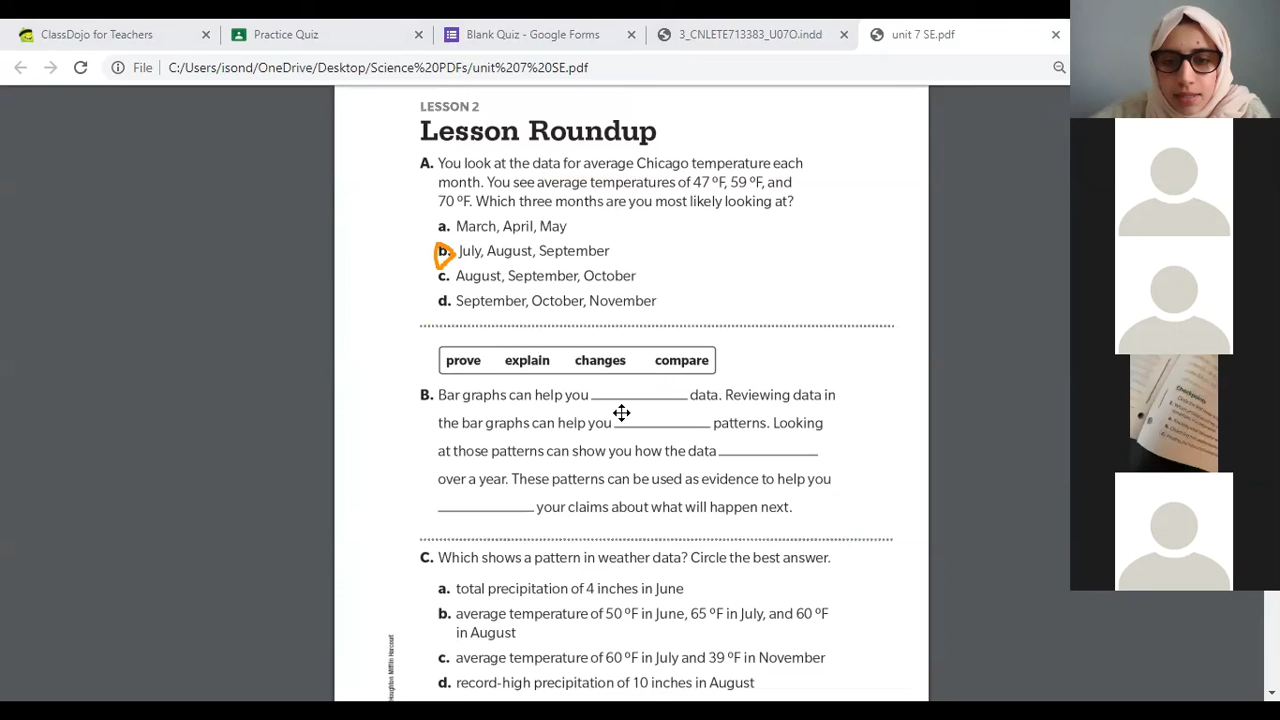 ClassDojo for Teachers
Practice Quiz
Blank Quiz - Google Forms
3_CNLETE713383_U07O.indd
unit 7 SE.pdf
File
C:/Users/isond/OneDrive/Desktop/Science%20PDFs/unit%207%20SE.pdf
LESSON 2
Lesson Roundup
A. You look at the data for average Chicago temperature each
month. You see average temperatures of 47 °F, 59 °F, and
70 °F. Which three months are you most likely looking at?
a. March, April, May
b. July, August, September
c. August, September, October
d. September, October, November
prove explain changes compare
B. Bar graphs can help you ____________ data. Reviewing data in
the bar graphs can help you ____________ patterns. Looking
at those patterns can show you how the data ____________
over a year. These patterns can be used as evidence to help you
____________ your claims about what will happen next.
C. Which shows a pattern in weather data? Circle the best answer.
a. total precipitation of 4 inches in June
b. average temperature of 50 °F in June, 65 °F in July, and 60 °F
in August
c. average temperature of 60 °F in July and 39 °F in November
d. record-high precipitation of 10 inches in August
Houghton Mifflin Harcourt
Checkpoints